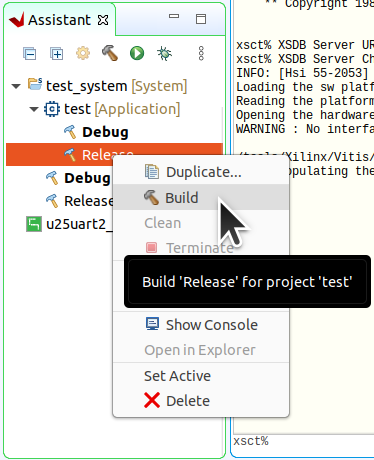 Assistant
** Copyright 198
test_system [System]
test [Application]
Debug
Release
Debug
Release
u25uart2_
Duplicate...
Build
Clean
Terminate
Build 'Release' for project 'test'
Show Console
Open in Explorer
Set Active
Delete
xsct% XSDB Server UR
xsct% XSDB Server Ch
INFO: [Hsi 55-2053]
Loading the sw platf
Reading the platform
Opening the hardware
WARNING : No interfa
/tools/Xilinx/Vitis/
opulating the
xsct%